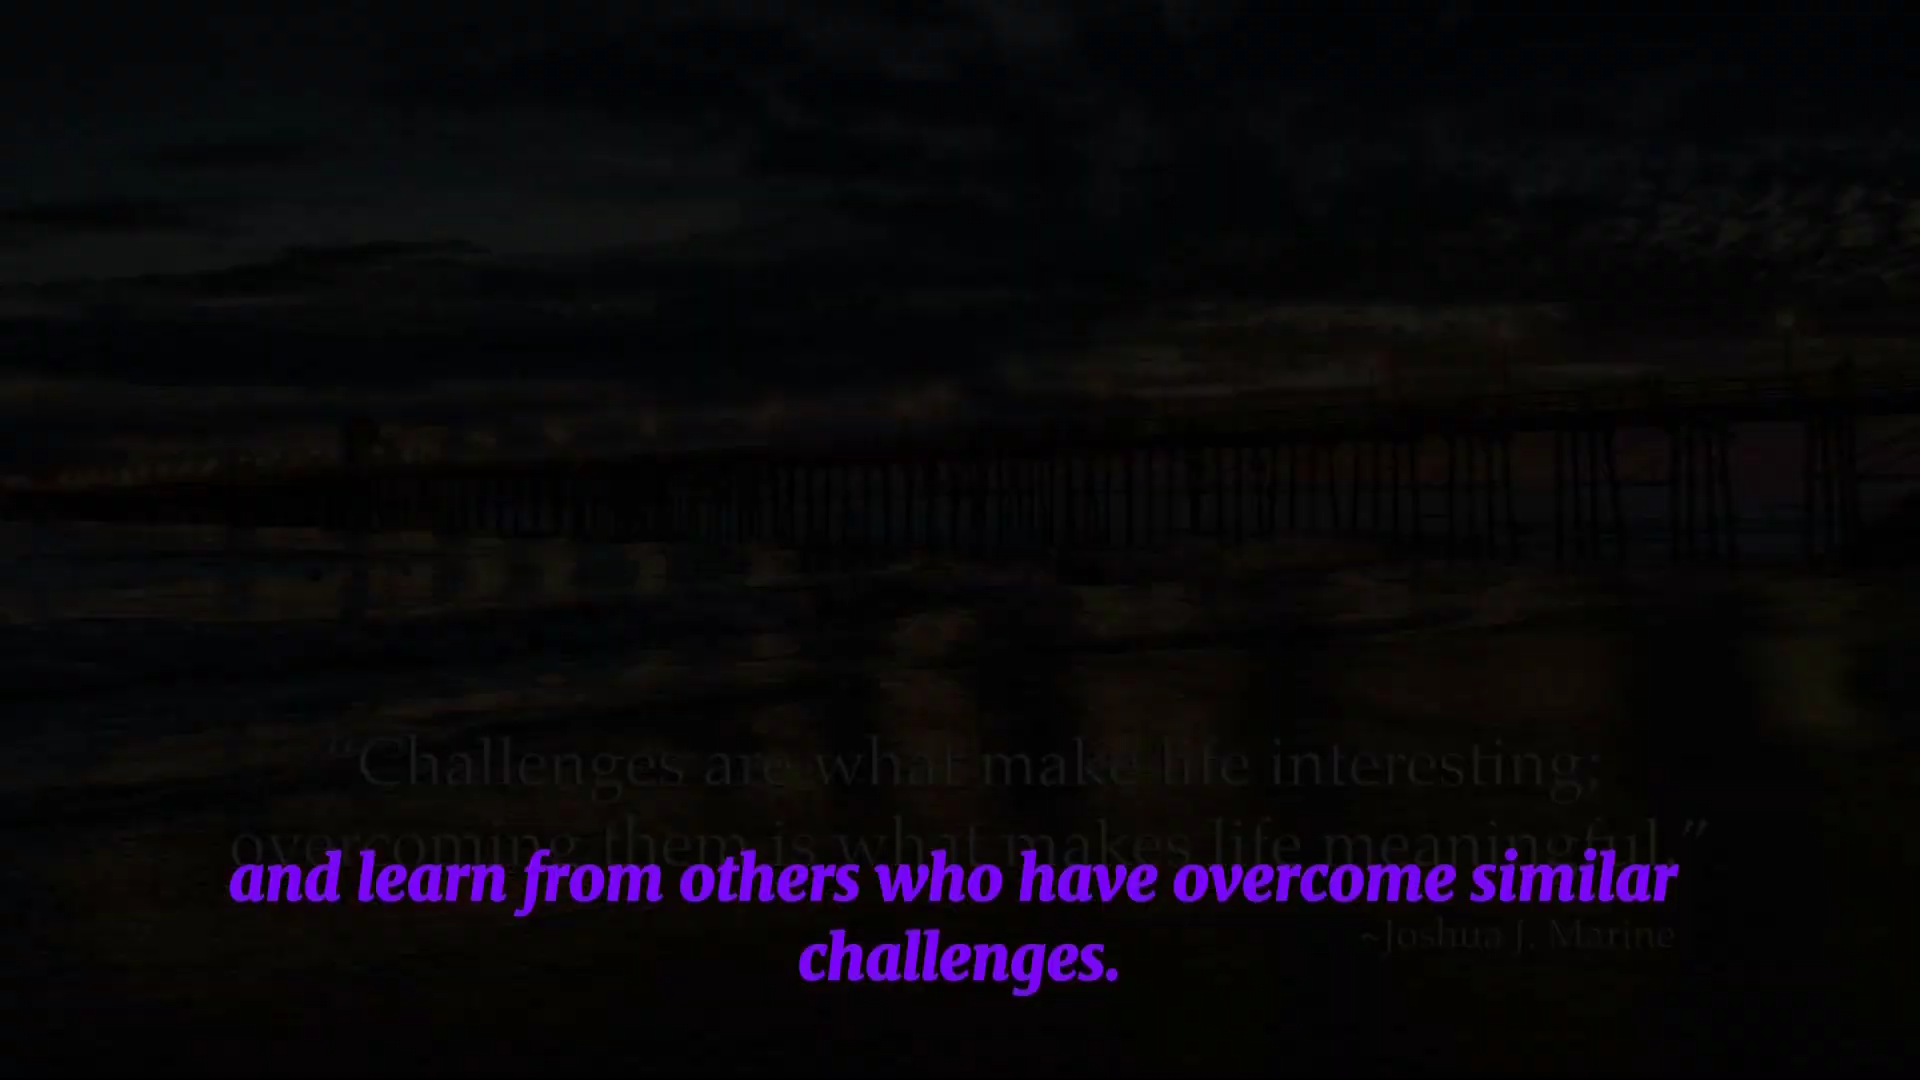 “Challenges are what make life interesting;
overcoming them is what makes life meaningful.”
and learn from others who have overcome similar
~Joshua J. Marine
challenges.